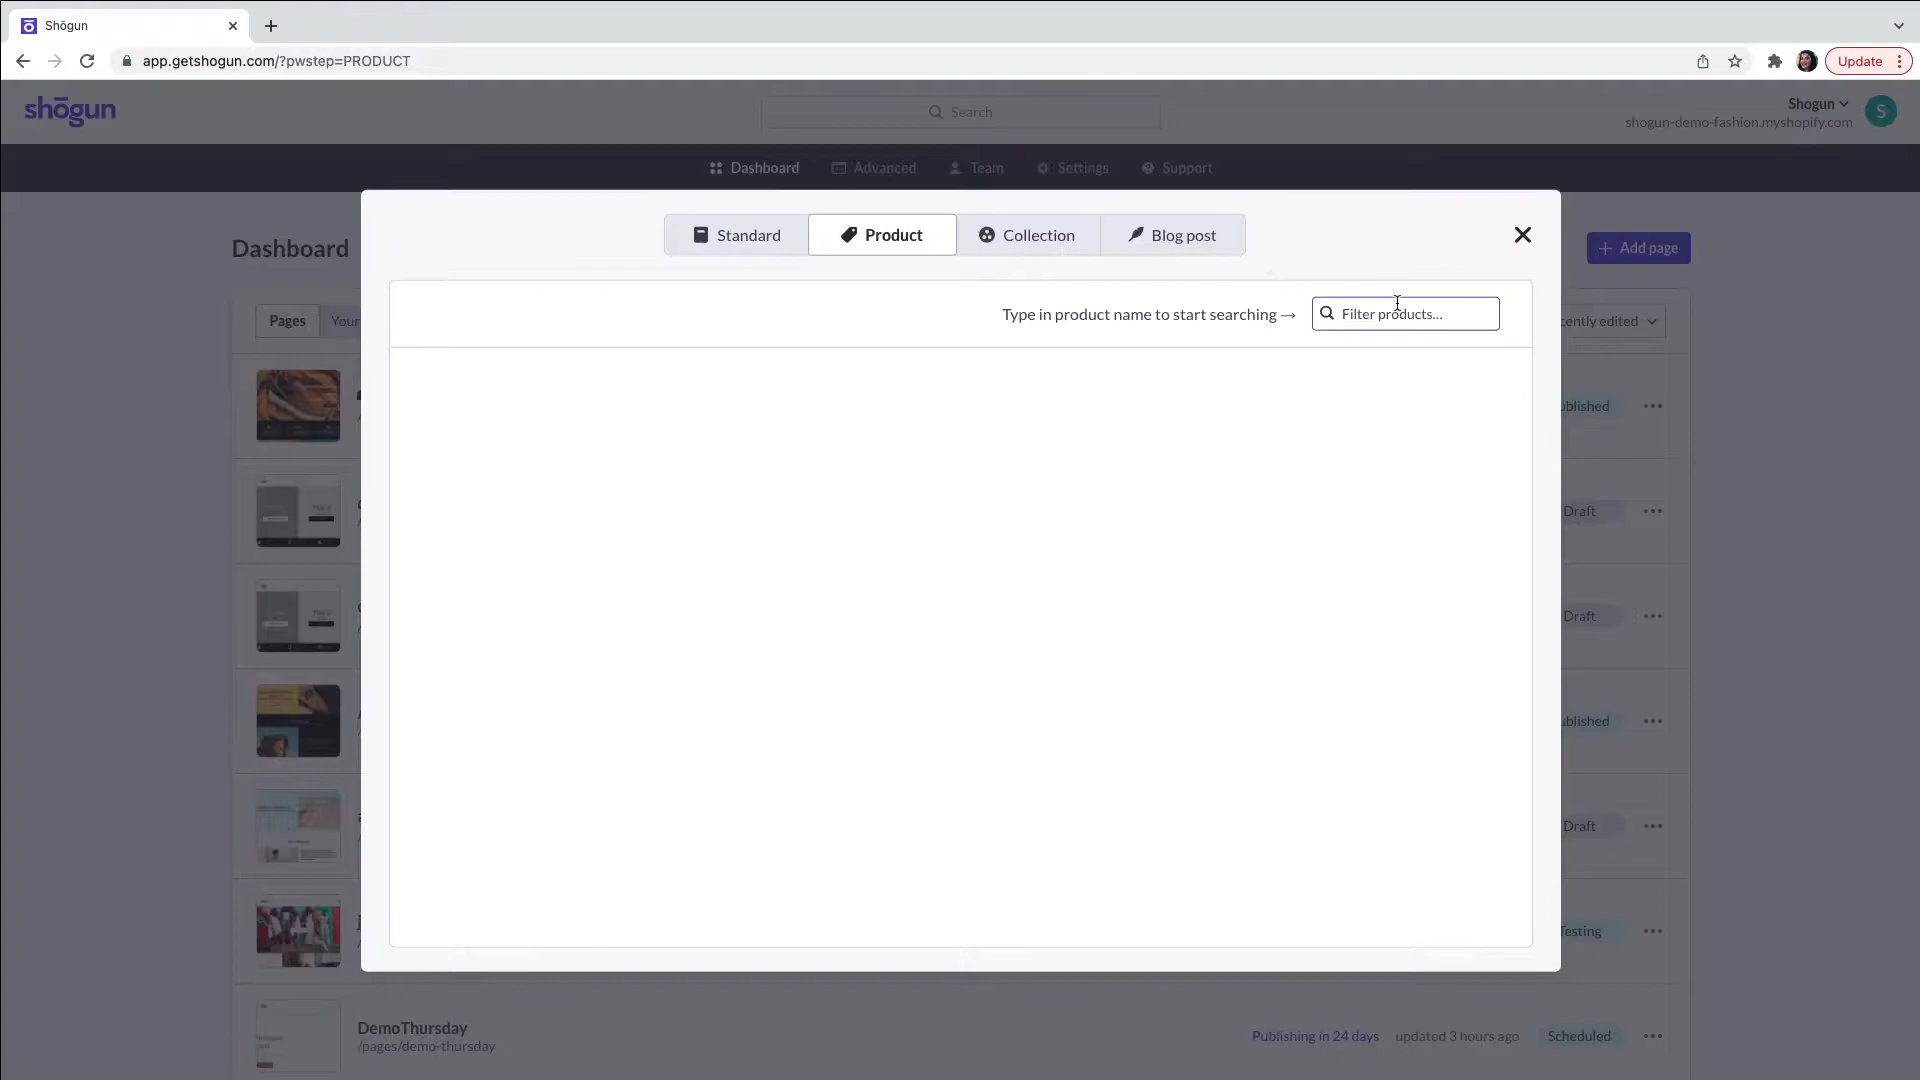 Shōgun
app.getshogun.com/?pwstep=PRODUCT
Update
shōgun
Search
Shogun
shogun-demo-fashion.myshopify.com
S
Dashboard
Advanced
Team
Settings
Support
Standard
Product
Collection
Blog post
Dashboard
+ Add page
Pages
Your
Type in product name to start searching →
Filter products...
cently edited
ublished
Draft
Draft
ublished
Draft
Testing
DemoThursday
/pages/demo-thursday
Publishing in 24 days
updated 3 hours ago
Scheduled